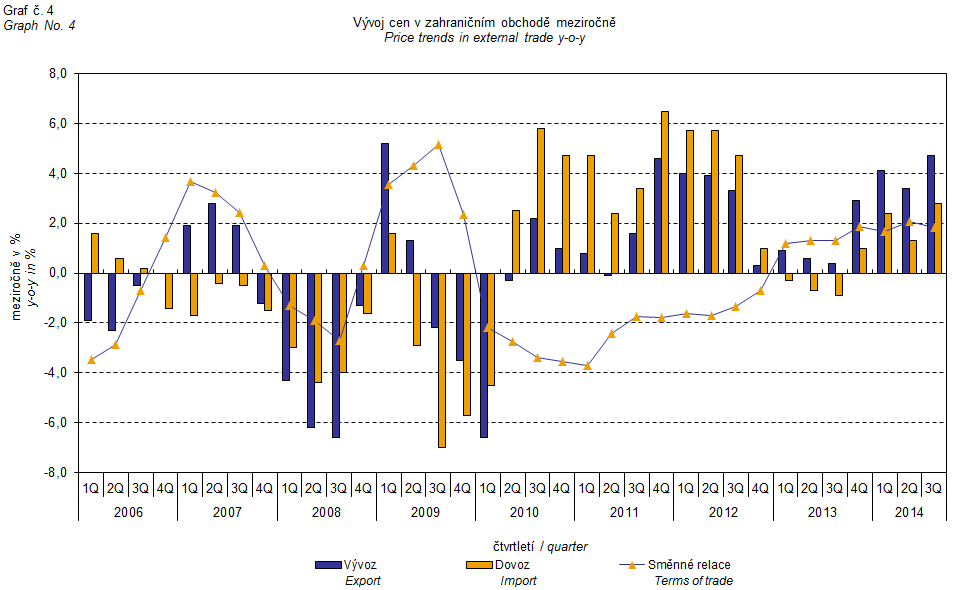 Graf č. 4
Graph No. 4
Vývoj cen v zahraničním obchodě meziročně
Price trends in external trade y-o-y
meziročně v %
y-o-y in %
8,0
6,0
4,0
2,0
0,0
-2,0
-4,0
-6,0
-8,0
1Q 2Q 3Q 4Q 1Q 2Q 3Q 4Q 1Q 2Q 3Q 4Q 1Q 2Q 3Q 4Q 1Q 2Q 3Q 4Q 1Q 2Q 3Q 4Q 1Q 2Q 3Q 4Q 1Q 2Q 3Q 4Q 1Q 2Q 3Q
2006 2007 2008 2009 2010 2011 2012 2013 2014
čtvrtletí / quarter
Vývoz Dovoz Směnné relace
Export Import Terms of trade